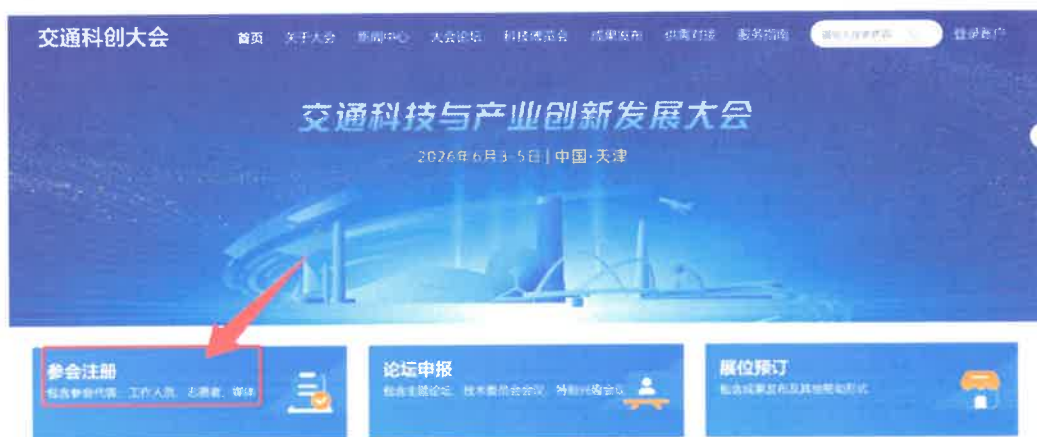 交通科创大会 首页 关于大会 新闻中心 大会论坛 科技博览会 成果发布 供需对接 服务指南 登录账户
交通科技与产业创新发展大会
2026年6月3-5日|中国·天津
参会注册
包含参会代表、工作人员、志愿者、媒体
论坛申报
包含主题论坛、技术委员会会议、特别兴趣会议
展位预订
包含成果发布及其他赞助形式